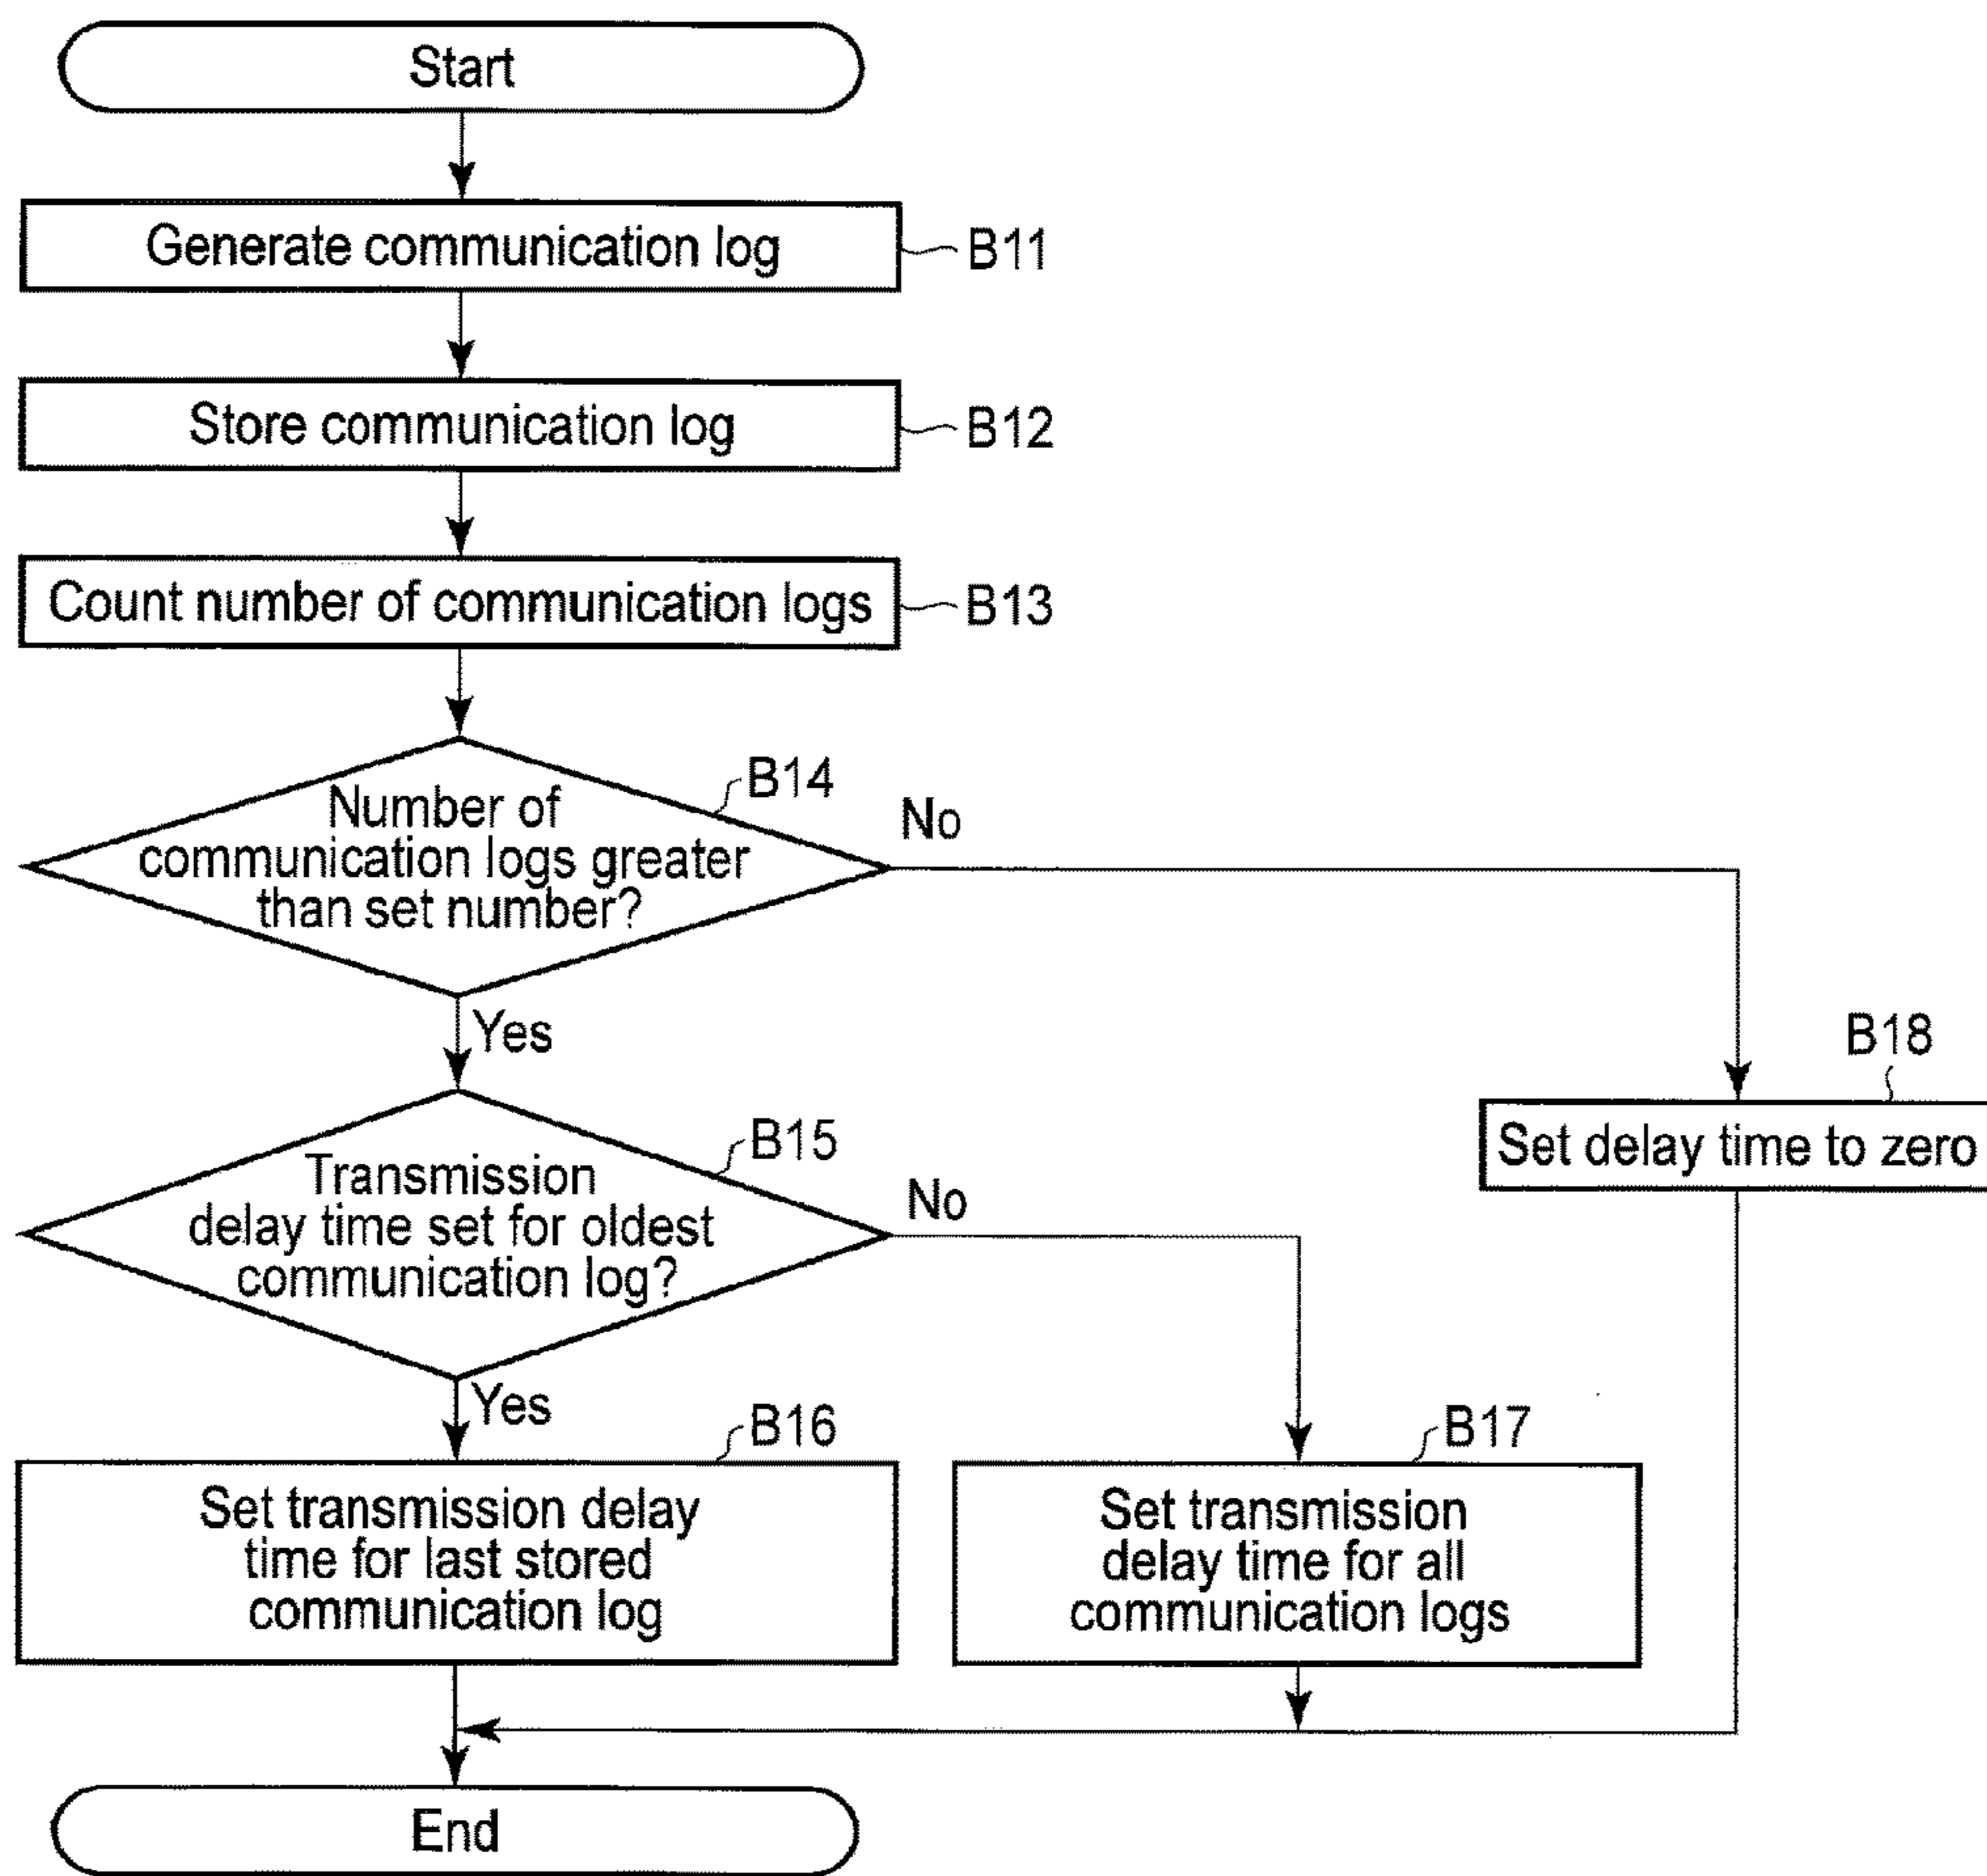 Start
Generate communication log
B11
Store communication log
B12
Count number of communication logs
B13
Number of
communication logs greater
than set number?
B14
No
Yes
B18
Set delay time to zero
Transmission
delay time set for oldest
communication log?
B15
No
Yes
B16
Set transmission delay
time for last stored
communication log
B17
Set transmission
delay time for all
communication logs
End